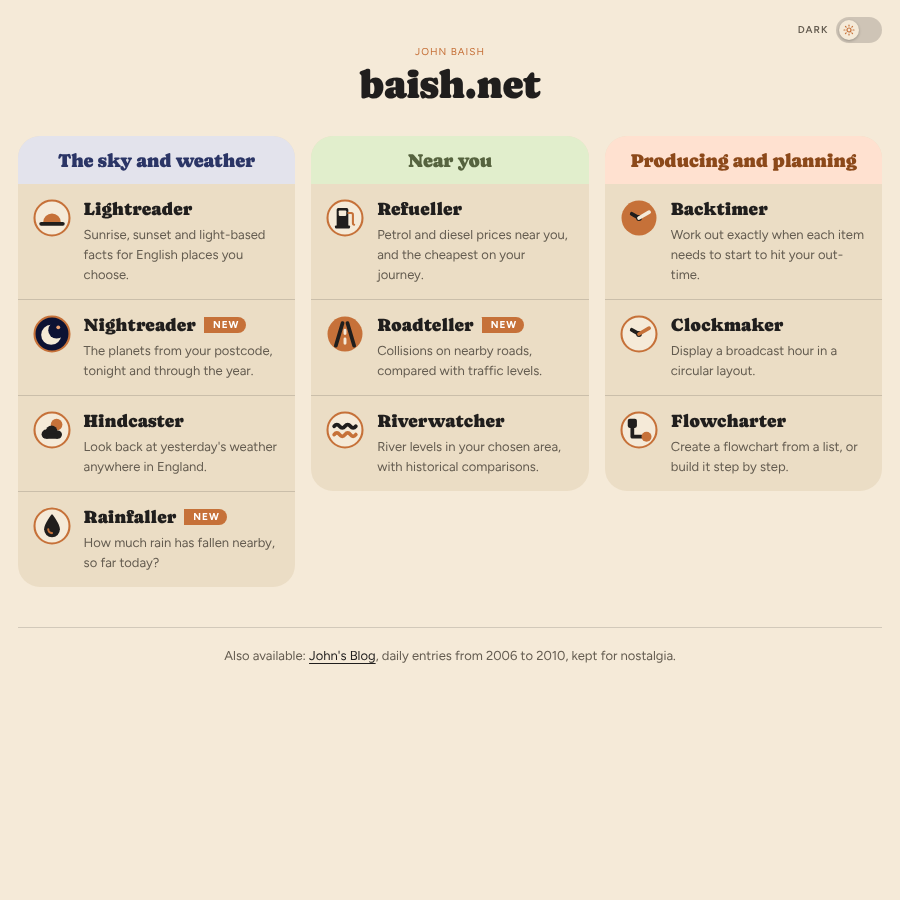 DARK
JOHN BAISH
baish.net
The sky and weather
Lightreader
Sunrise, sunset and light-based
facts for English places you
choose.
Nightreader NEW
The planets from your postcode,
tonight and through the year.
Hindcaster
Look back at yesterday's weather
anywhere in England.
Rainfaller NEW
How much rain has fallen nearby,
so far today?
Near you
Refueller
Petrol and diesel prices near you,
and the cheapest on your
journey.
Roadteller NEW
Collisions on nearby roads,
compared with traffic levels.
Riverwatcher
River levels in your chosen area,
with historical comparisons.
Producing and planning
Backtimer
Work out exactly when each item
needs to start to hit your out-
time.
Clockmaker
Display a broadcast hour in a
circular layout.
Flowcharter
Create a flowchart from a list, or
build it step by step.
Also available: John's Blog, daily entries from 2006 to 2010, kept for nostalgia.